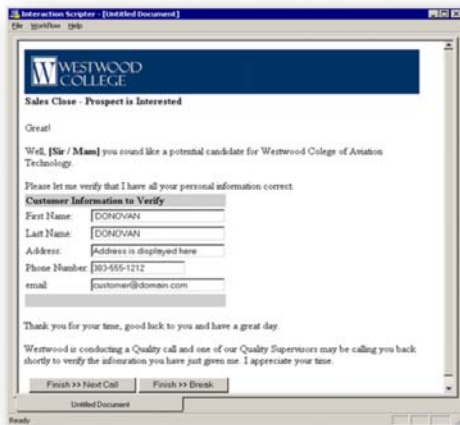 Interaction Scripter - [Untitled Document]
File Workflow Help
WESTWOOD
COLLEGE
Sales Close - Prospect is Interested
Great!
Well, [Sir / Mam] you sound like a potential candidate for Westwood Colege of Aviation
Technology.
Please let me verify that I have all your personal information correct.
Customer Information to Verify
First Name: DONOVAN
Last Name: DONOVAN
Address: Address is displayed here
Phone Number: 303-555-1212
email: customer@domain.com
Thank you for your time, good luck to you and have a great day.
Westwood is conducting a Quality call and one of our Quality Supervisors may be calling you back
shortly to verify the infomration you have just given me. I appreciate your time.
Finish >> Next Call Finish >> Break
Untitled Document
Ready